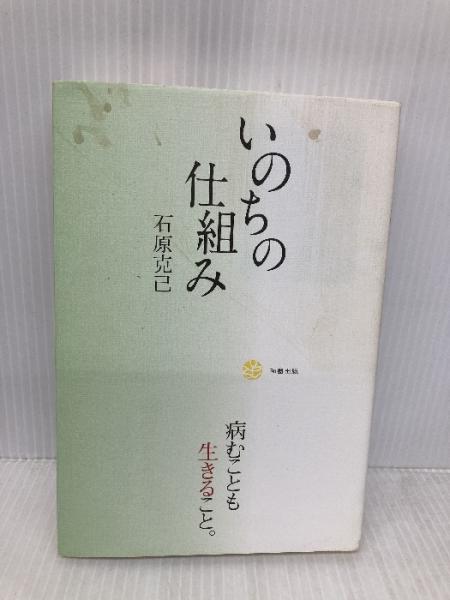 いのちの
仕組み
石原克己
病むことも
生きること。